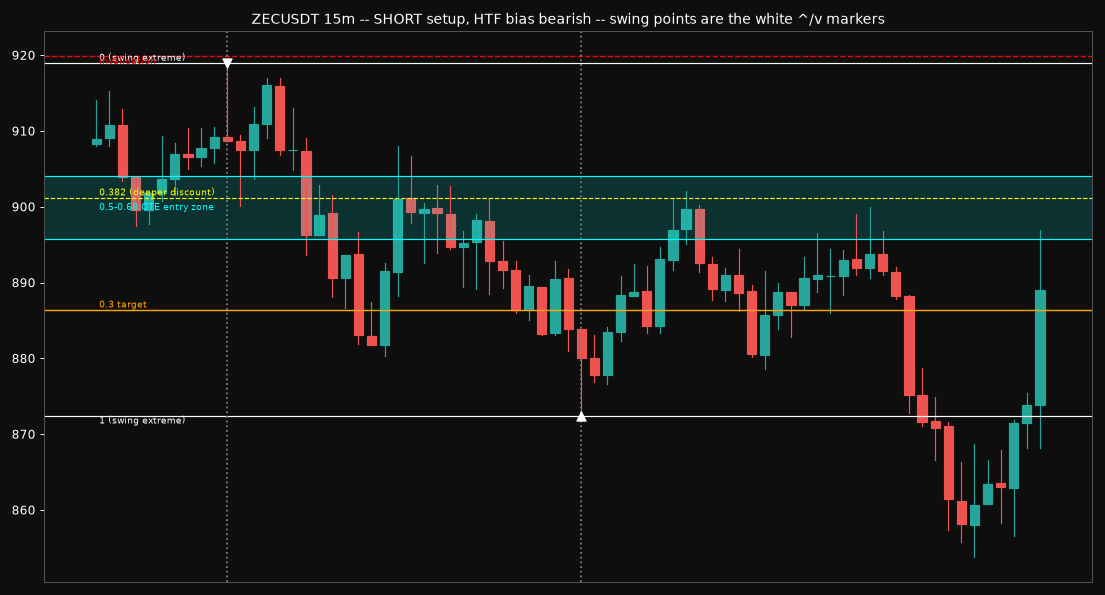 ZECUSDT 15m -- SHORT setup, HTF bias bearish -- swing points are the white ^/v markers
920
0 (swing extreme)
910
0.382 (deeper discount)
900
0.5-0.68 OTE entry zone
890
0.3 target
880
1 (swing extreme)
870
860